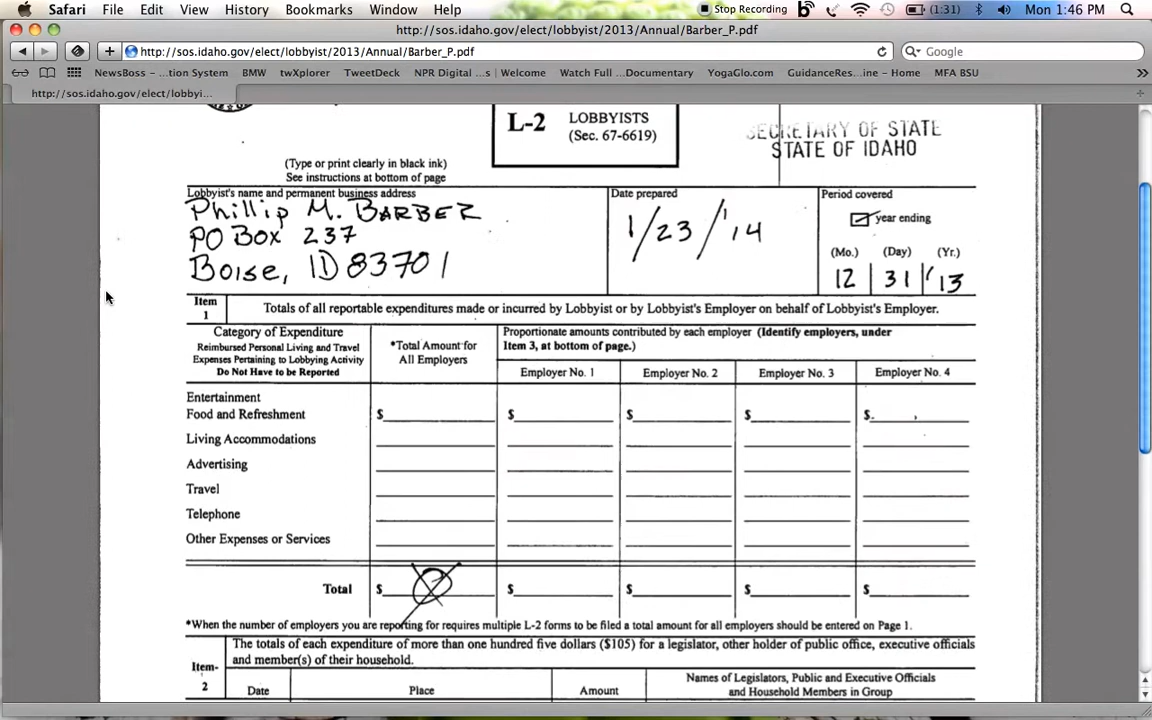 Safari File Edit View History Bookmarks Window Help Stop Recording (1:31) Mon 1:46 PM
http://sos.idaho.gov/elect/lobbyist/2013/Annual/Barber_P.pdf
http://sos.idaho.gov/elect/lobbyist/2013/Annual/Barber_P.pdf Google
NewsBoss - ...tion System BMW twXplorer TweetDeck NPR Digital ...s | Welcome Watch Full ...Documentary YogaGlo.com GuidanceRes...ine - Home MFA BSU
http://sos.idaho.gov/elect/lobbyi...
L-2 LOBBYISTS
(Sec. 67-6619)
SECRETARY OF STATE
STATE OF IDAHO
(Type or print clearly in black ink)
See instructions at bottom of page
Lobbyist's name and permanent business address
Phillip M. BARBER
PO Box 237
Boise, ID 83701
Date prepared
1/23/'14
Period covered
year ending
(Mo.) (Day) (Yr.)
12 31 '13
Item
1
Totals of all reportable expenditures made or incurred by Lobbyist or by Lobbyist's Employer on behalf of Lobbyist's Employer.
Category of Expenditure
Reimbursed Personal Living and Travel
Expenses Pertaining to Lobbying Activity
Do Not Have to be Reported
*Total Amount for
All Employers
Proportionate amounts contributed by each employer (Identify employers, under
Item 3, at bottom of page.)
Employer No. 1 Employer No. 2 Employer No. 3 Employer No. 4
Entertainment
Food and Refreshment $ $ $ $ $
Living Accommodations
Advertising
Travel
Telephone
Other Expenses or Services
Total $ $ $ $ $
*When the number of employers you are reporting for requires multiple L-2 forms to be filed a total amount for all employers should be entered on Page 1.
Item-
2
The totals of each expenditure of more than one hundred five dollars ($105) for a legislator, other holder of public office, executive officials
and member(s) of their household.
Date Place Amount
Names of Legislators, Public and Executive Officials
and Household Members in Group